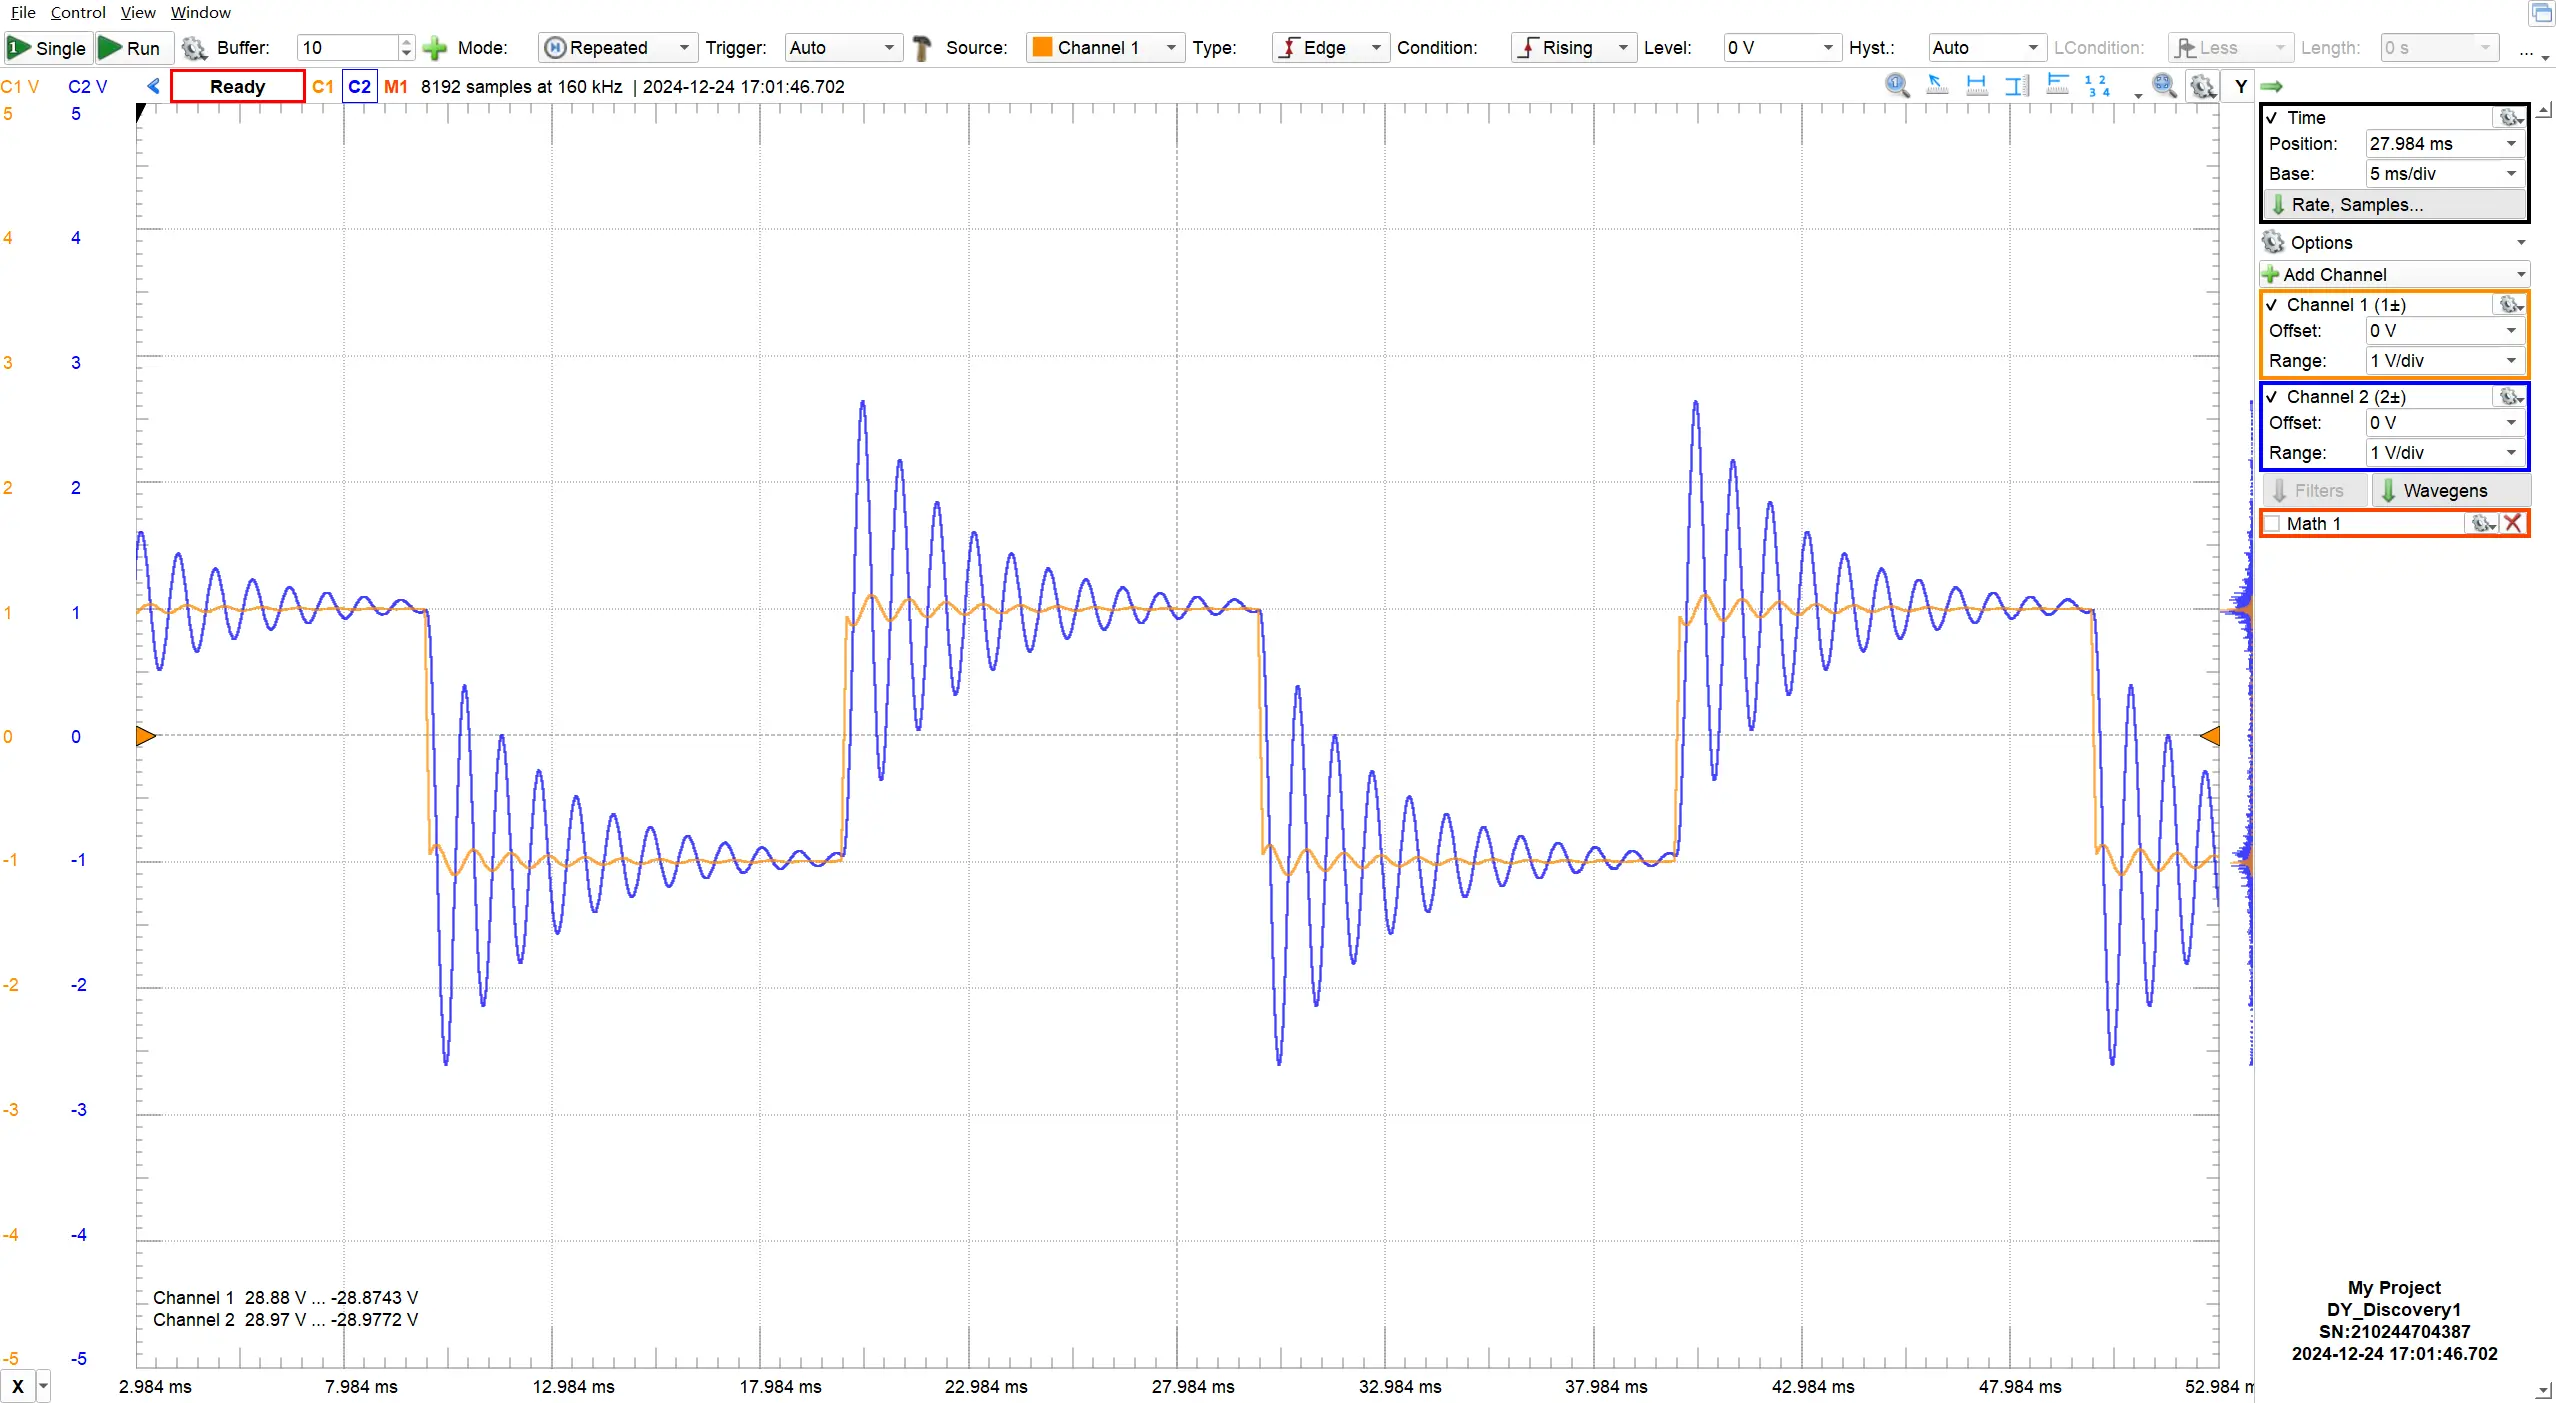 File Control View Window
Single Run Buffer: 10 Mode: Repeated Trigger: Auto Source: Channel 1 Type: Edge Condition: Rising Level: 0 V Hyst.: Auto LCondition: Less Length: 0 s ...
C1 V C2 V Ready C1 C2 M1 8192 samples at 160 kHz | 2024-12-24 17:01:46.702 Y
5 5
4 4
3 3
2 2
1 1
0 0
-1 -1
-2 -2
-3 -3
-4 -4
-5 -5
Channel 1 28.88 V ... -28.8743 V
Channel 2 28.97 V ... -28.9772 V
X 2.984 ms 7.984 ms 12.984 ms 17.984 ms 22.984 ms 27.984 ms 32.984 ms 37.984 ms 42.984 ms 47.984 ms 52.984 m
Time
Position: 27.984 ms
Base: 5 ms/div
Rate, Samples...
Options
Add Channel
Channel 1 (1±)
Offset: 0 V
Range: 1 V/div
Channel 2 (2±)
Offset: 0 V
Range: 1 V/div
Filters Wavegens
Math 1
My Project
DY_Discovery1
SN:210244704387
2024-12-24 17:01:46.702